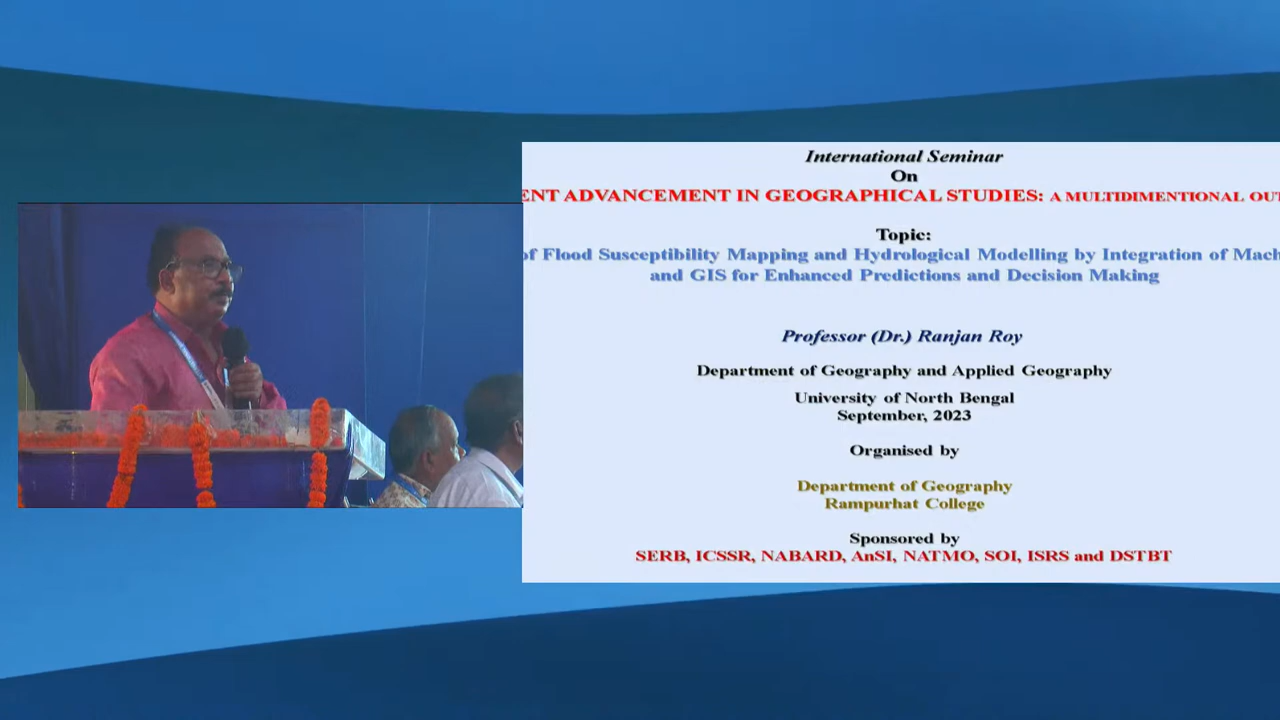 International Seminar
On
ENT ADVANCEMENT IN GEOGRAPHICAL STUDIES: A MULTIDIMENTIONAL OUT
Topic:
of Flood Susceptibility Mapping and Hydrological Modelling by Integration of Mach
and GIS for Enhanced Predictions and Decision Making
Professor (Dr.) Ranjan Roy
Department of Geography and Applied Geography
University of North Bengal
September, 2023
Organised by
Department of Geography
Rampurhat College
Sponsored by
SERB, ICSSR, NABARD, AnSI, NATMO, SOI, ISRS and DSTBT